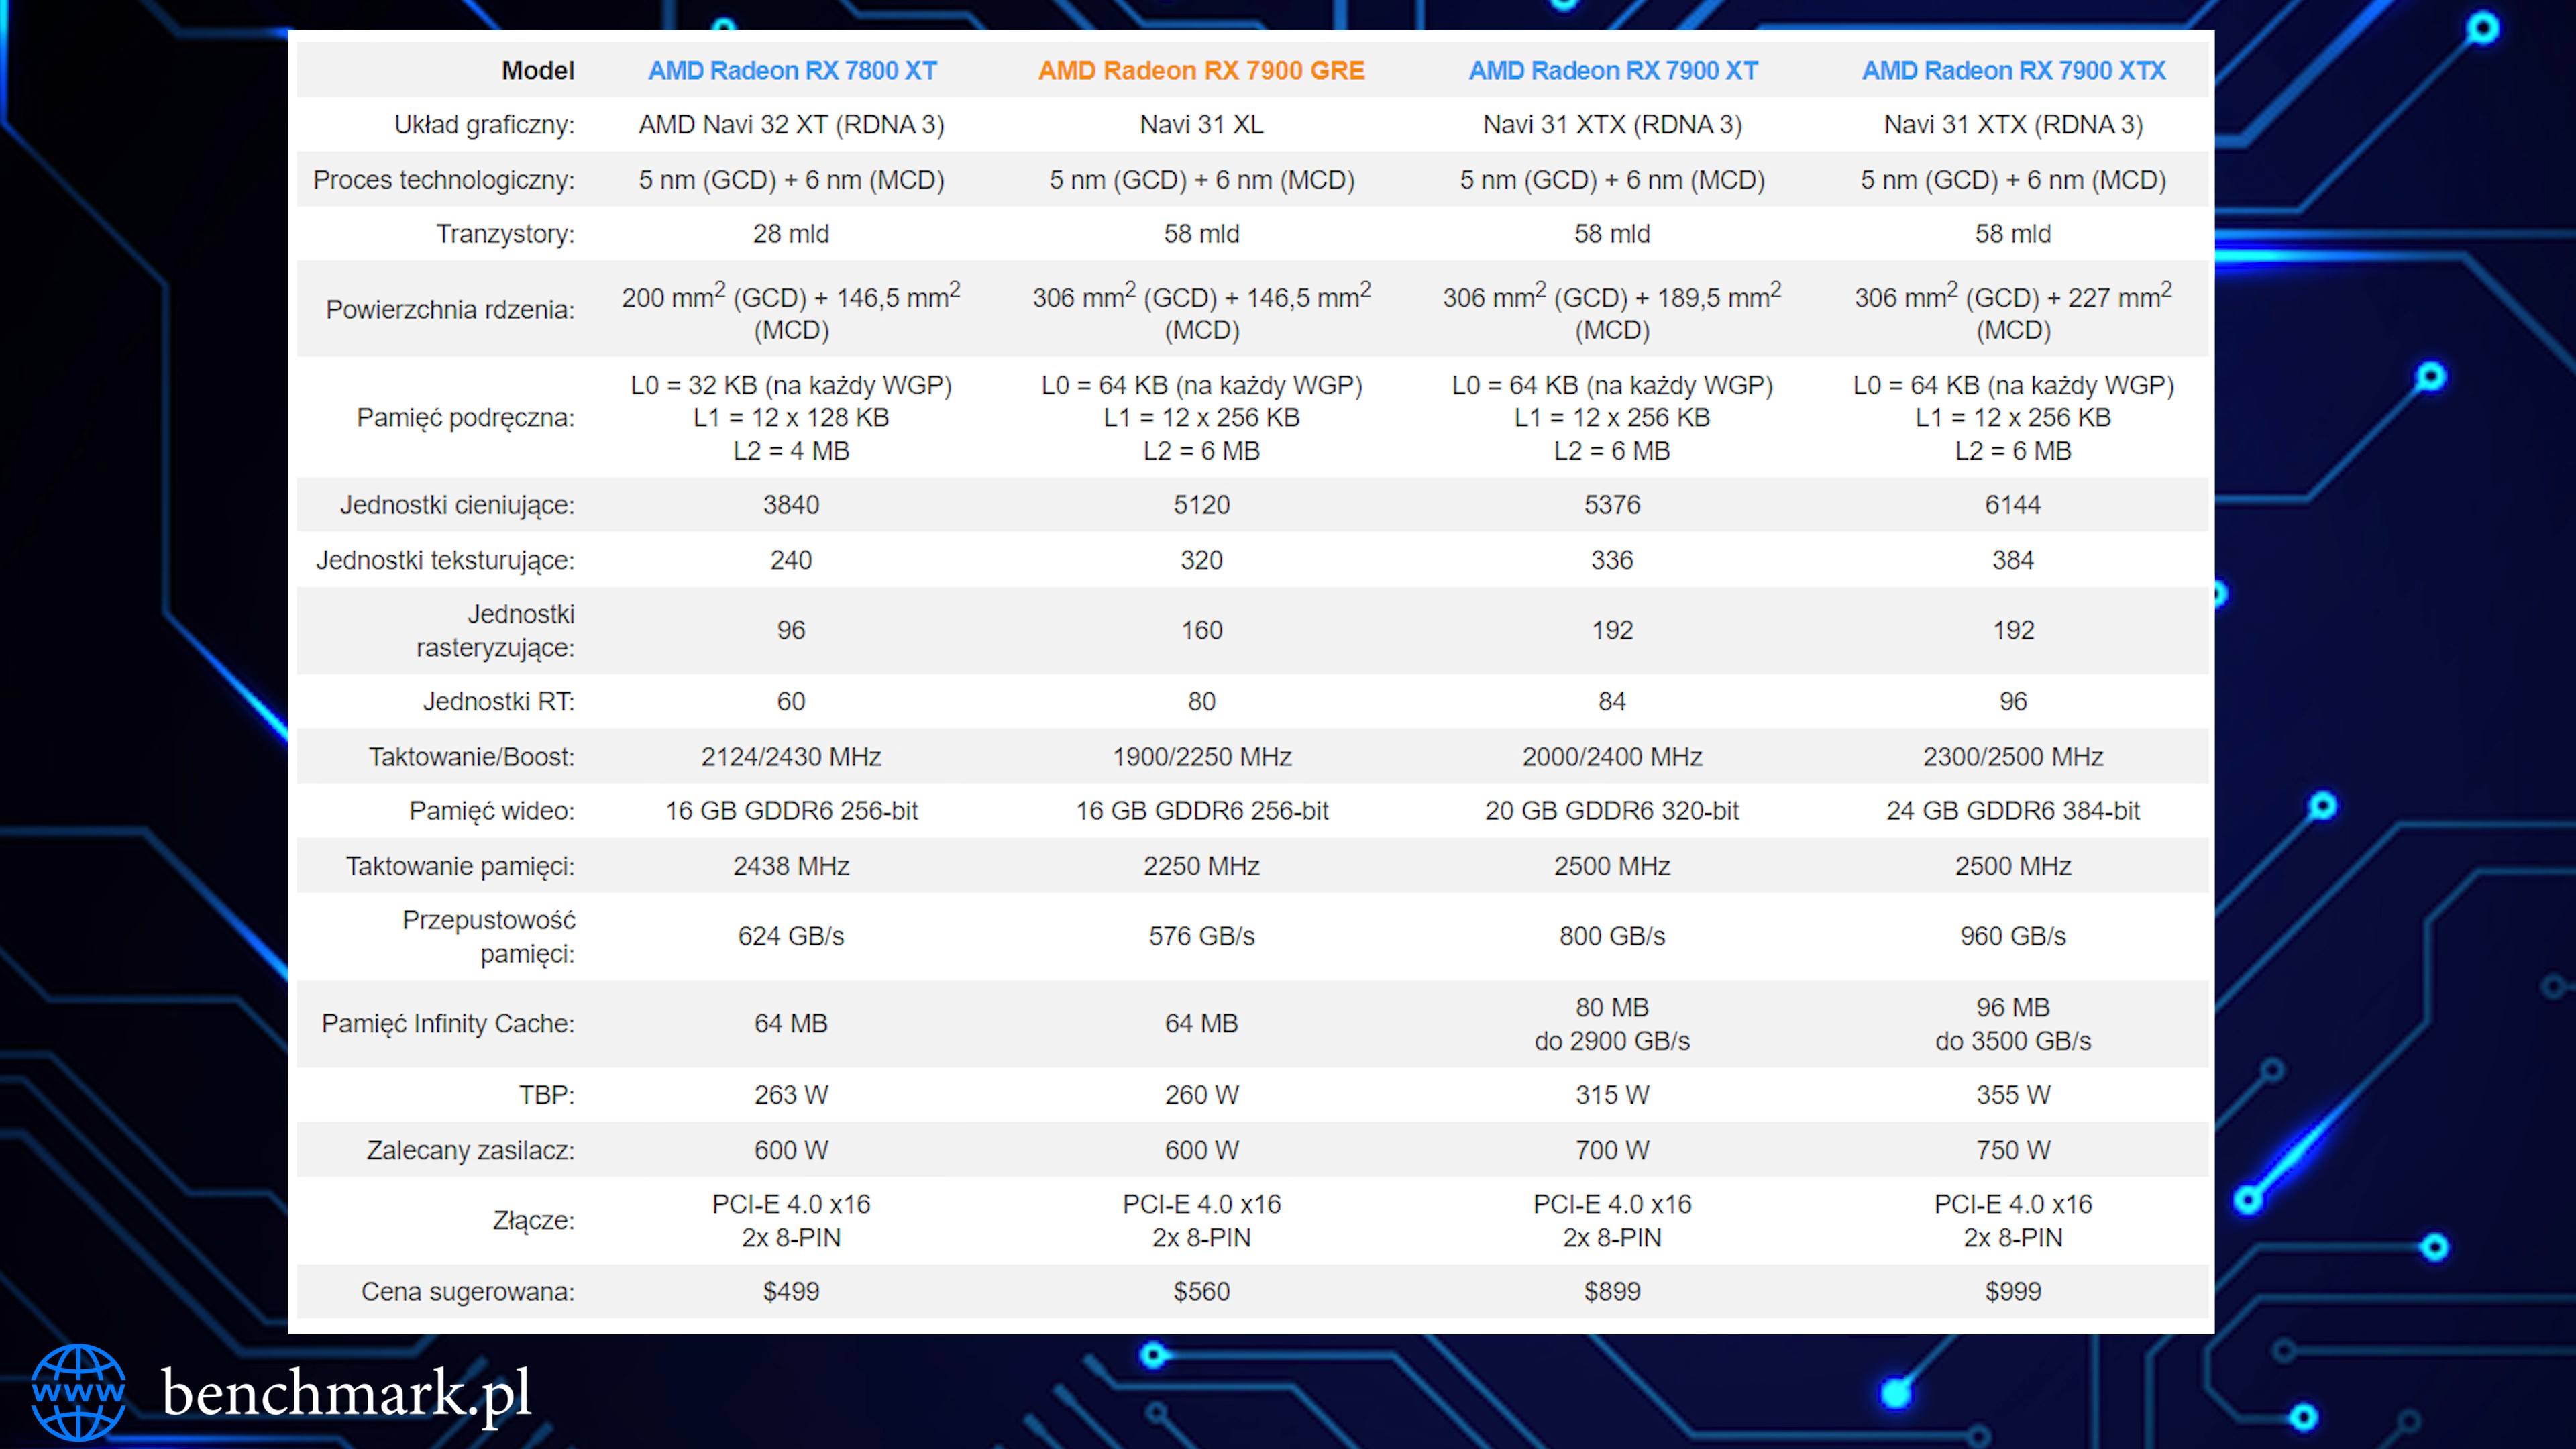 Model AMD Radeon RX 7800 XT AMD Radeon RX 7900 GRE AMD Radeon RX 7900 XT AMD Radeon RX 7900 XTX
Układ graficzny: AMD Navi 32 XT (RDNA 3) Navi 31 XL Navi 31 XTX (RDNA 3) Navi 31 XTX (RDNA 3)
Proces technologiczny: 5 nm (GCD) + 6 nm (MCD) 5 nm (GCD) + 6 nm (MCD) 5 nm (GCD) + 6 nm (MCD) 5 nm (GCD) + 6 nm (MCD)
Tranzystory: 28 mld 58 mld 58 mld 58 mld
Powierzchnia rdzenia: 200 mm² (GCD) + 146,5 mm² 306 mm² (GCD) + 146,5 mm² 306 mm² (GCD) + 189,5 mm² 306 mm² (GCD) + 227 mm²
(MCD) (MCD) (MCD) (MCD)
L0 = 32 KB (na każdy WGP) L0 = 64 KB (na każdy WGP) L0 = 64 KB (na każdy WGP) L0 = 64 KB (na każdy WGP)
Pamięć podręczna: L1 = 12 x 128 KB L1 = 12 x 256 KB L1 = 12 x 256 KB L1 = 12 x 256 KB
L2 = 4 MB L2 = 6 MB L2 = 6 MB L2 = 6 MB
Jednostki cieniujące: 3840 5120 5376 6144
Jednostki teksturujące: 240 320 336 384
Jednostki
rasteryzujące: 96 160 192 192
Jednostki RT: 60 80 84 96
Taktowanie/Boost: 2124/2430 MHz 1900/2250 MHz 2000/2400 MHz 2300/2500 MHz
Pamięć wideo: 16 GB GDDR6 256-bit 16 GB GDDR6 256-bit 20 GB GDDR6 320-bit 24 GB GDDR6 384-bit
Taktowanie pamięci: 2438 MHz 2250 MHz 2500 MHz 2500 MHz
Przepustowość
pamięci: 624 GB/s 576 GB/s 800 GB/s 960 GB/s
Pamięć Infinity Cache: 64 MB 64 MB 80 MB 96 MB
do 2900 GB/s do 3500 GB/s
TBP: 263 W 260 W 315 W 355 W
Zalecany zasilacz: 600 W 600 W 700 W 750 W
Złącze: PCI-E 4.0 x16 PCI-E 4.0 x16 PCI-E 4.0 x16 PCI-E 4.0 x16
2x 8-PIN 2x 8-PIN 2x 8-PIN 2x 8-PIN
Cena sugerowana: $499 $560 $899 $999
www benchmark.pl